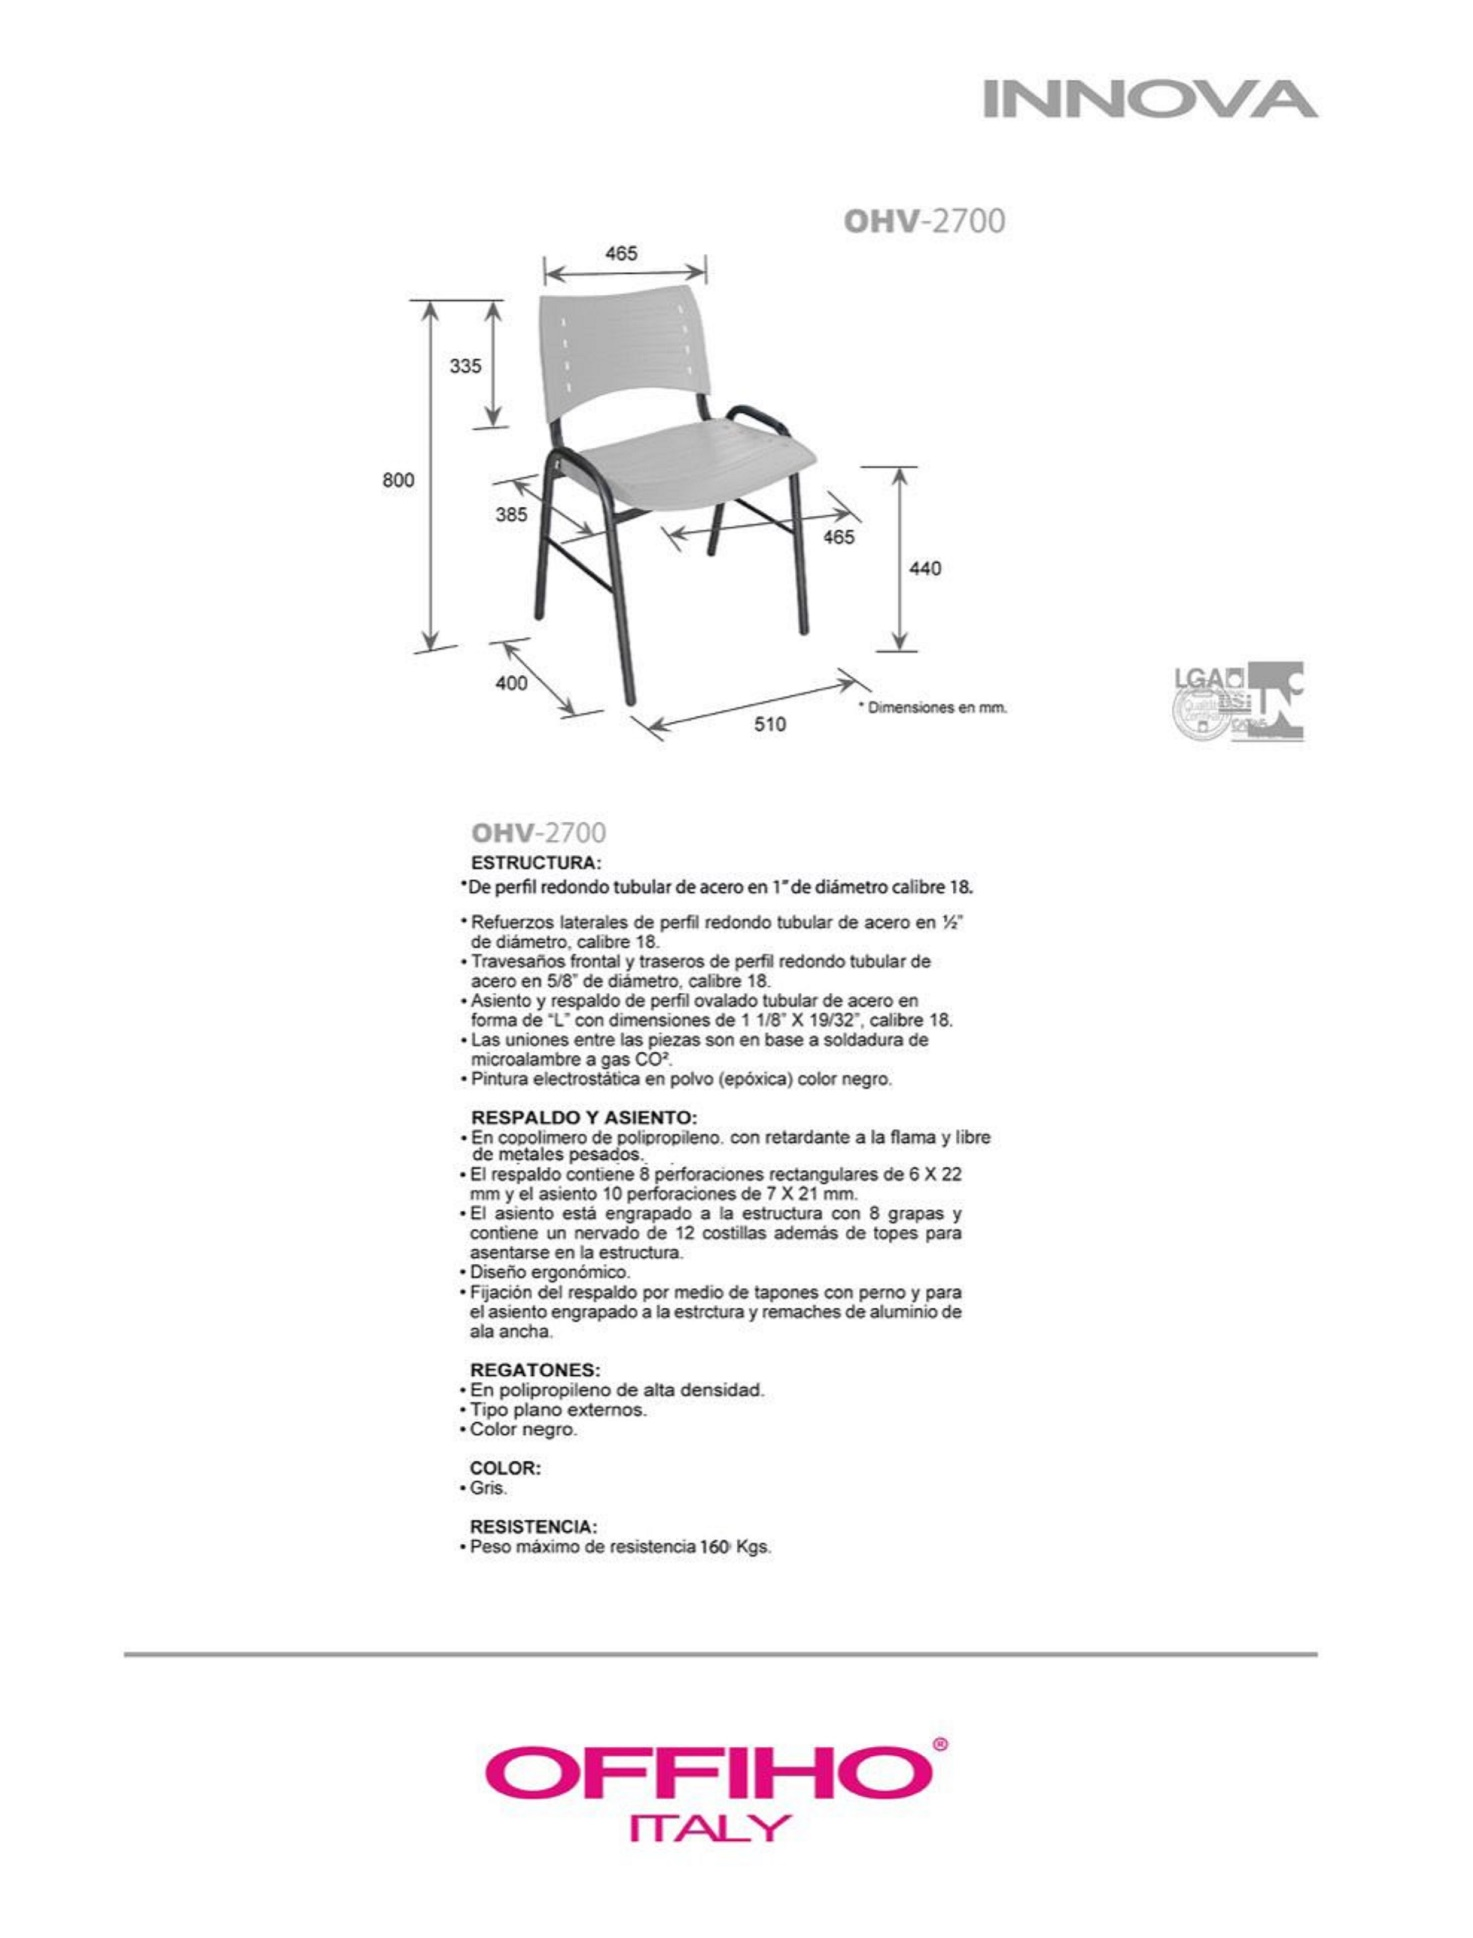 INNOVA
OHV-2700
465
335
800
385
465
440
400
510
* Dimensiones en mm.
LGA
OHV-2700
ESTRUCTURA:
*De perfil redondo tubular de acero en 1" de diámetro calibre 18.
* Refuerzos laterales de perfil redondo tubular de acero en ½"
de diámetro, calibre 18.
• Travesaños frontal y traseros de perfil redondo tubular de
acero en 5/8" de diámetro, calibre 18.
• Asiento y respaldo de perfil ovalado tubular de acero en
forma de "L" con dimensiones de 1 1/8" X 19/32", calibre 18.
• Las uniones entre las piezas son en base a soldadura de
microalambre a gas CO².
• Pintura electrostática en polvo (epóxica) color negro.
RESPALDO Y ASIENTO:
• En copolimero de polipropileno. con retardante a la flama y libre
de metales pesados.
• El respaldo contiene 8 perforaciones rectangulares de 6 X 22
mm y el asiento 10 perforaciones de 7 X 21 mm.
• El asiento está engrapado a la estructura con 8 grapas y
contiene un nervado de 12 costillas además de topes para
asentarse en la estructura.
• Diseño ergonómico.
• Fijación del respaldo por medio de tapones con perno y para
el asiento engrapado a la estrctura y remaches de aluminio de
ala ancha.
REGATONES:
• En polipropileno de alta densidad.
• Tipo plano externos.
• Color negro.
COLOR:
• Gris.
RESISTENCIA:
• Peso máximo de resistencia 160 Kgs.
OFFIHO®
ITALY